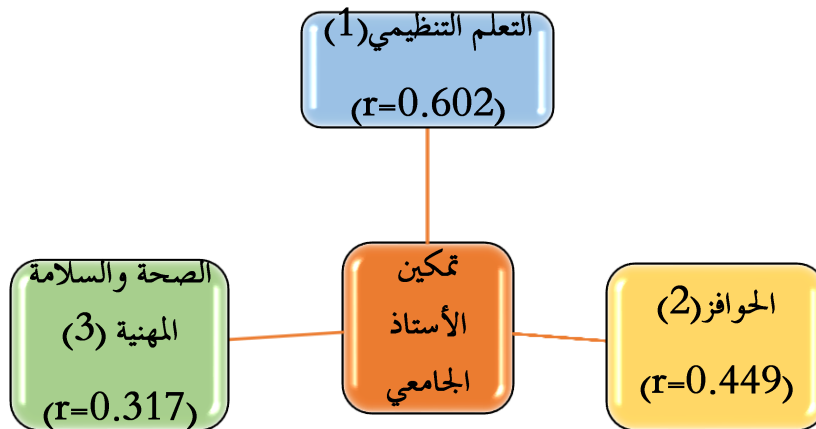 التعلم التنظيمي(1)
(r=0.602)
تمكين
الأستاذ
الجامعي
الحوافز(2)
(r=0.449)
الصحة والسلامة
المهنية (3)
(r=0.317)